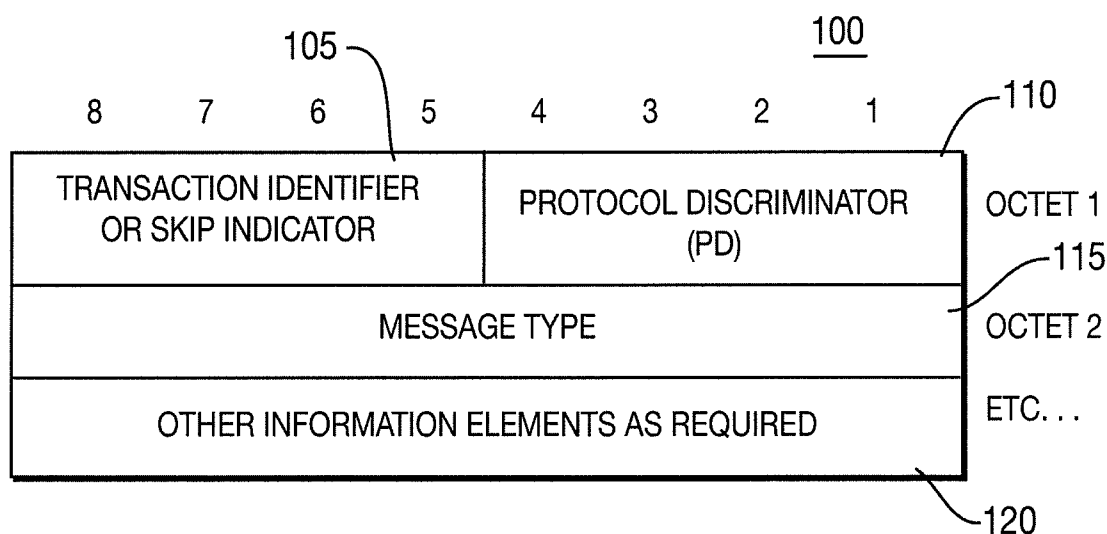 100
105
110
8 7 6 5 4 3 2 1
TRANSACTION IDENTIFIER
OR SKIP INDICATOR
PROTOCOL DISCRIMINATOR
(PD)
OCTET 1
115
MESSAGE TYPE
OCTET 2
OTHER INFORMATION ELEMENTS AS REQUIRED
ETC. . .
120